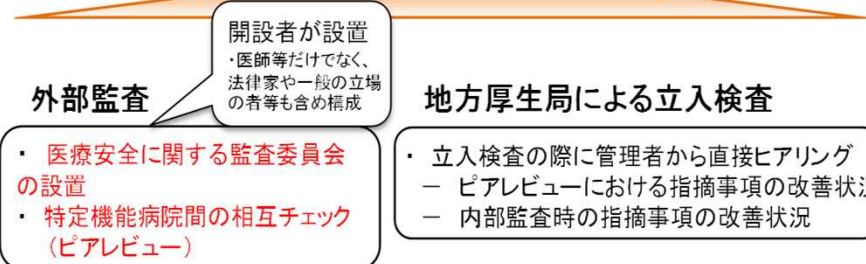 開設者が設置
・医師等だけでなく、
法律家や一般の立場
の者等も含め構成
外部監査
・ 医療安全に関する監査委員会
の設置
・ 特定機能病院間の相互チェック
（ピアレビュー）
地方厚生局による立入検査
・ 立入検査の際に管理者から直接ヒアリング
－ ピアレビューにおける指摘事項の改善状況
－ 内部監査時の指摘事項の改善状況